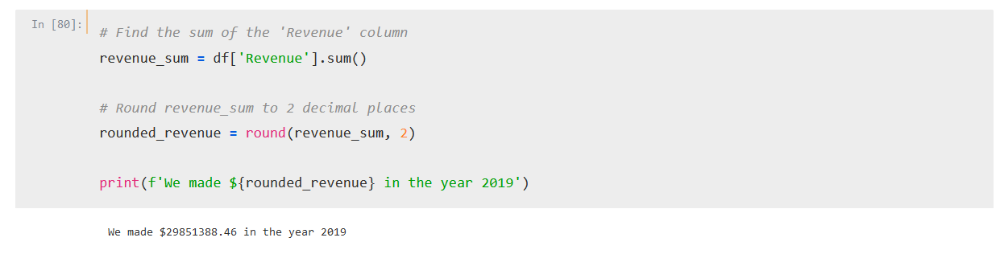 In [80]:
# Find the sum of the 'Revenue' column
revenue_sum = df['Revenue'].sum()
# Round revenue_sum to 2 decimal places
rounded_revenue = round(revenue_sum, 2)
print(f'We made ${rounded_revenue} in the year 2019')
We made $29851388.46 in the year 2019